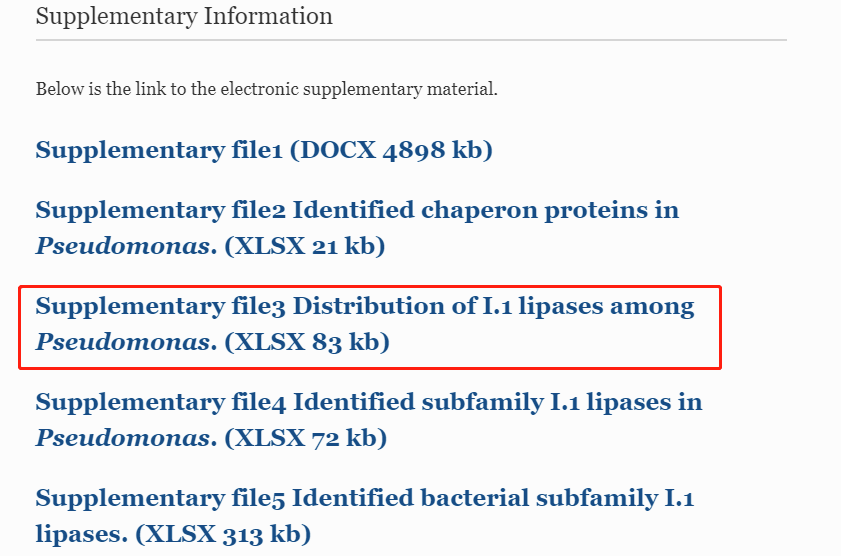 Supplementary Information
Below is the link to the electronic supplementary material.
Supplementary file1 (DOCX 4898 kb)
Supplementary file2 Identified chaperon proteins in
Pseudomonas. (XLSX 21 kb)
Supplementary file3 Distribution of I.1 lipases among
Pseudomonas. (XLSX 83 kb)
Supplementary file4 Identified subfamily I.1 lipases in
Pseudomonas. (XLSX 72 kb)
Supplementary file5 Identified bacterial subfamily I.1
lipases. (XLSX 313 kb)